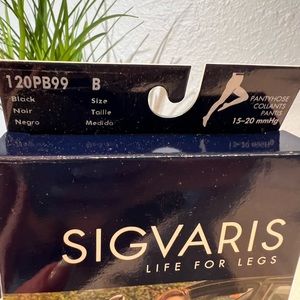 120PB99 B
Black Size
Noir Taille
Negro Medida
PANTYHOSE
COLLANTS
PANTIS
15-20 mmHg
SIGVARIS
LIFE FOR LEGS